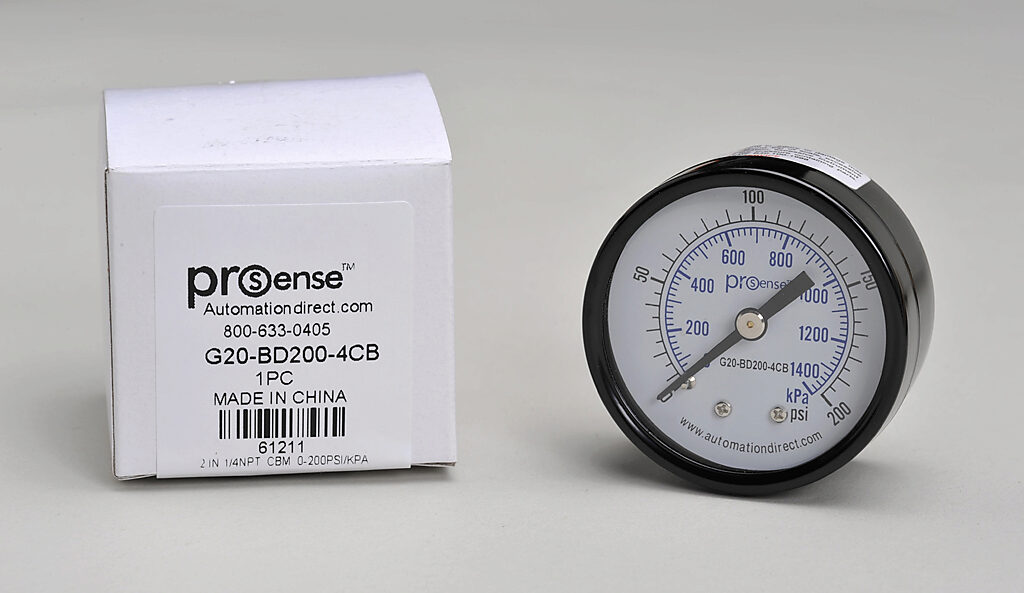 prosense™
Automationdirect.com
800-633-0405
G20-BD200-4CB
1PC
MADE IN CHINA
61211
2 IN 1/4NPT CBM 0-200PSI/KPA
100
50
150
600
800
400
prosense™
1000
200
1200
G20-BD200-4CB
1400
0
kPa
psi
200
www.automationdirect.com